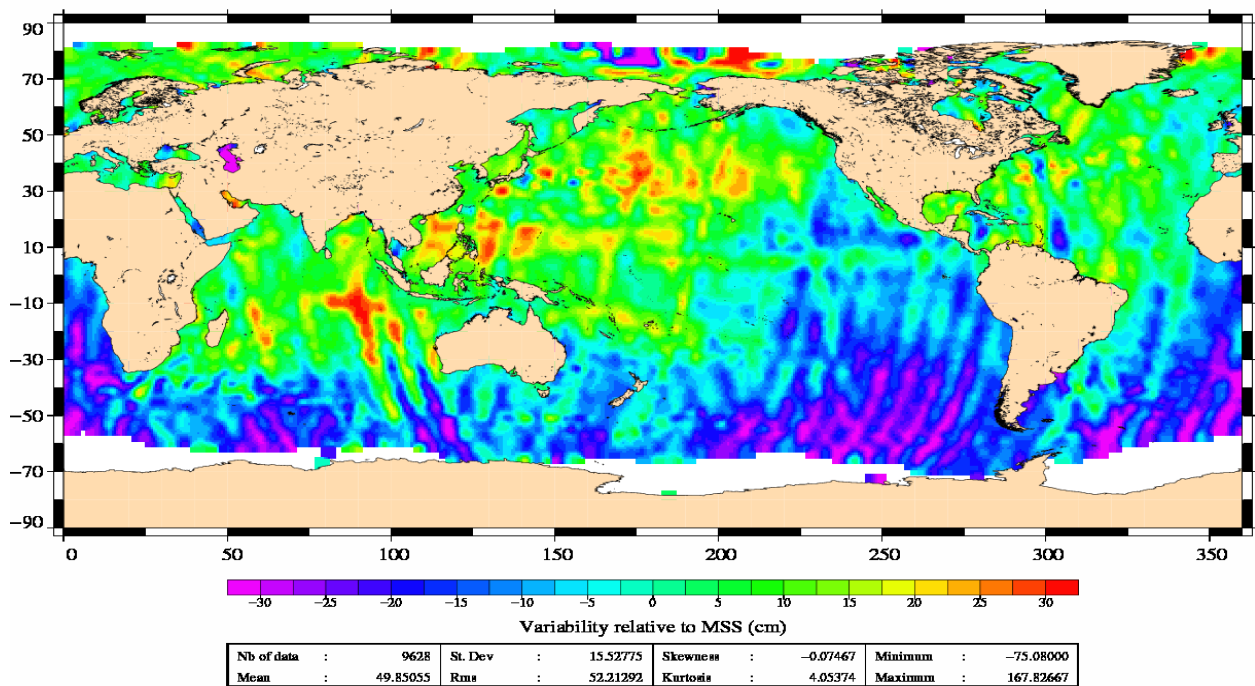 90
70
50
30
10
−10
−30
−50
−70
−90
0 50 100 150 200 250 300 350
−30 −25 −20 −15 −10 −5 0 5 10 15 20 25 30
Variability relative to MSS (cm)
Nb of data : 9628 St. Dev : 15.52775 Skewness : −0.07467 Minimum : −75.08000
Mean : 49.85055 Rms : 52.21292 Kurtosis : 4.05374 Maximum : 167.82667